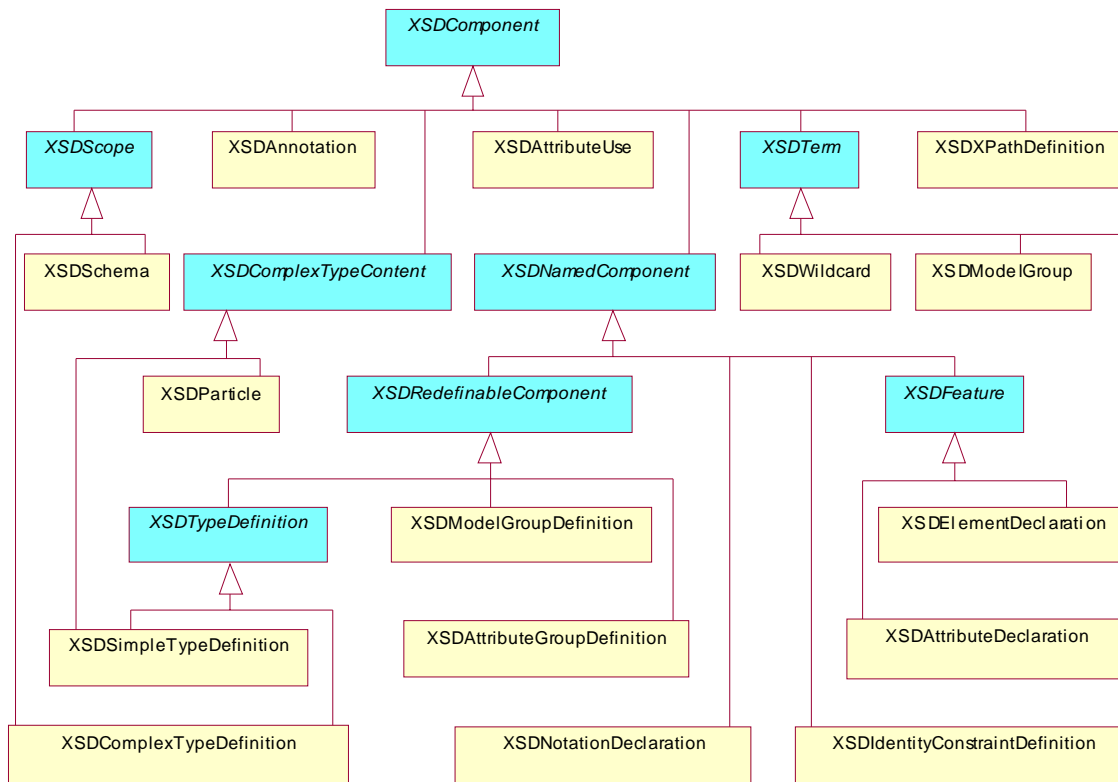 XSDComponent
XSDScope
XSDAnnotation
XSDAttributeUse
XSDTerm
XSDXPathDefinition
XSDSchema
XSDComplexTypeContent
XSDNamedComponent
XSDWildcard
XSDModelGroup
XSDParticle
XSDRedefinableComponent
XSDFeature
XSDTypeDefinition
XSDModelGroupDefinition
XSDElementDeclaration
XSDSimpleTypeDefinition
XSDAttributeGroupDefinition
XSDAttributeDeclaration
XSDComplexTypeDefinition
XSDNotationDeclaration
XSDIdentityConstraintDefinition